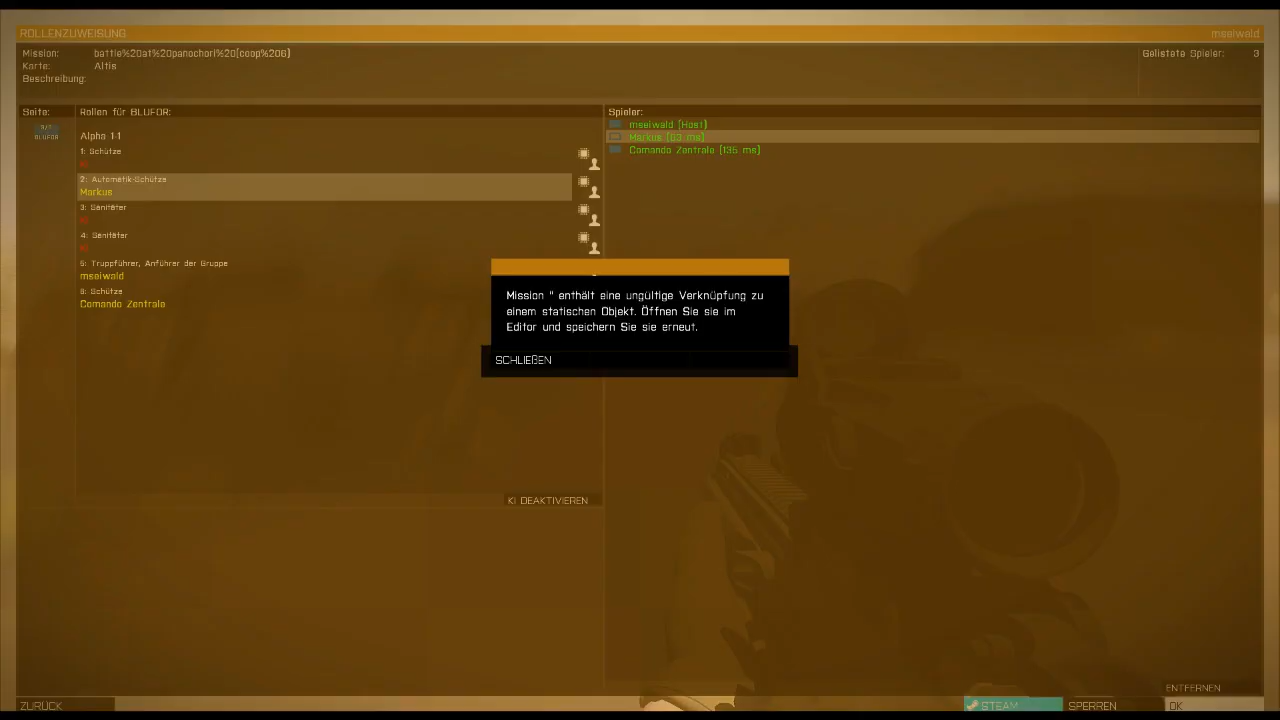 ROLLENZUWEISUNG
mseiwald
Mission: battle%20at%20panochori%20[coop%206]
Gelistete Spieler: 3
Karte: Altis
Beschreibung:
Seite:
Rollen für BLUFOR:
Spieler:
3/1
BLUFOR
Alpha 1-1
1: Schütze
KI
2: Automatik-Schütze
Markus
3: Sanitäter
KI
4: Sanitäter
KI
5: Truppführer, Anführer der Gruppe
mseiwald
6: Schütze
Comando Zentrale
mseiwald [Host]
Markus [63 ms]
Comando Zentrale [135 ms]
Mission '' enthält eine ungültige Verknüpfung zu
einem statischen Objekt. Öffnen Sie sie im
Editor und speichern Sie sie erneut.
SCHLIEßEN
KI DEAKTIVIEREN
ENTFERNEN
ZURÜCK
STEAM
SPERREN
OK